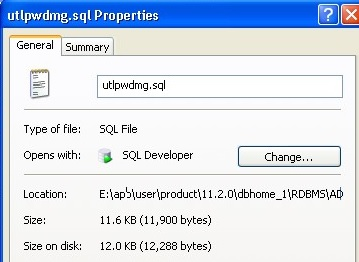 utlpwdmg.sql Properties
General Summary
utlpwdmg.sql
Type of file: SQL File
Opens with: SQL Developer Change...
Location: E:\app\user\product\11.2.0\dbhome_1\RDBMS\AD
Size: 11.6 KB (11,900 bytes)
Size on disk: 12.0 KB (12,288 bytes)